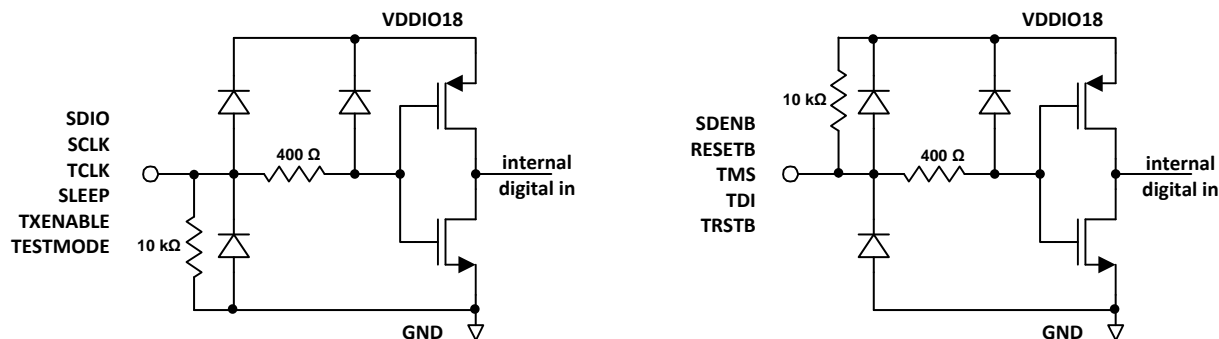 VDDIO18
SDIO
SCLK
TCLK
SLEEP
TXENABLE
TESTMODE
10 kΩ
400 Ω
internal
digital in
GND
VDDIO18
10 kΩ
SDENB
RESETB
TMS
TDI
TRSTB
400 Ω
internal
digital in
GND